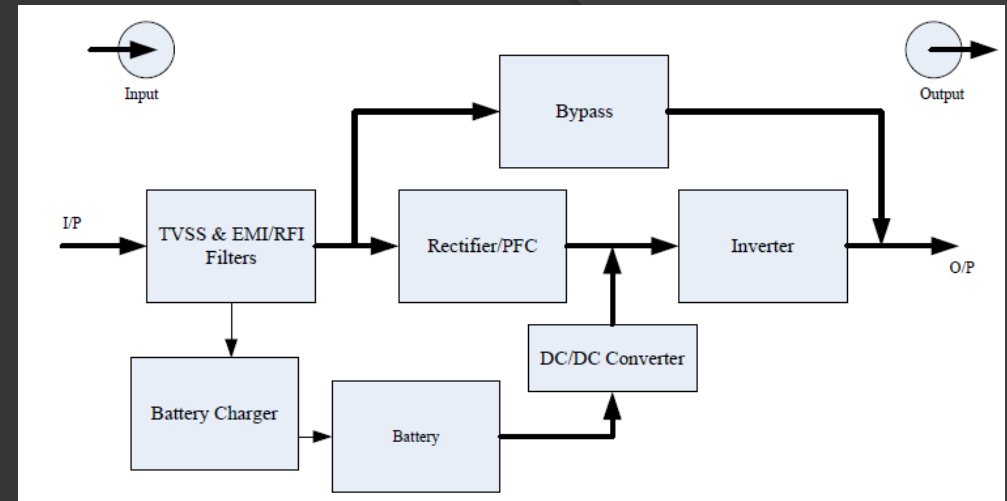 Input
Output
Bypass
I/P
TVSS & EMI/RFI
Filters
Rectifier/PFC
Inverter
O/P
DC/DC Converter
Battery Charger
Battery